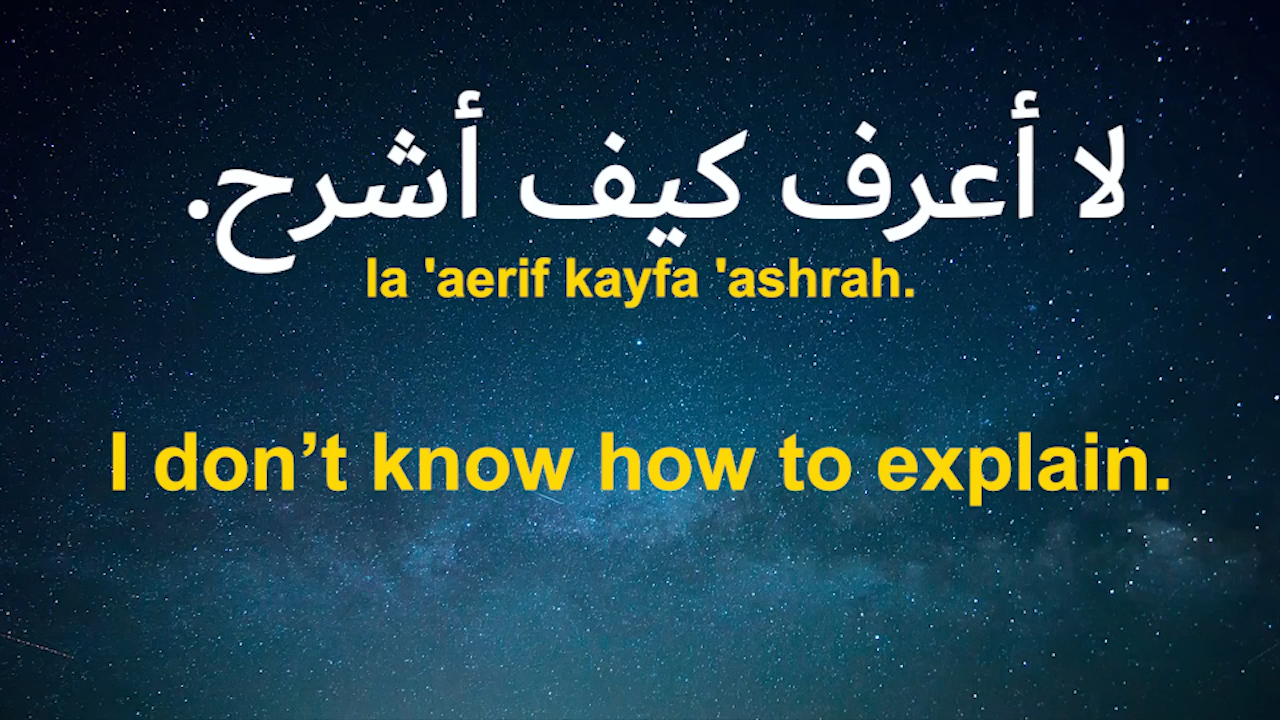 لا أعرف كيف أشرح.
la 'aerif kayfa 'ashrah.
I don’t know how to explain.